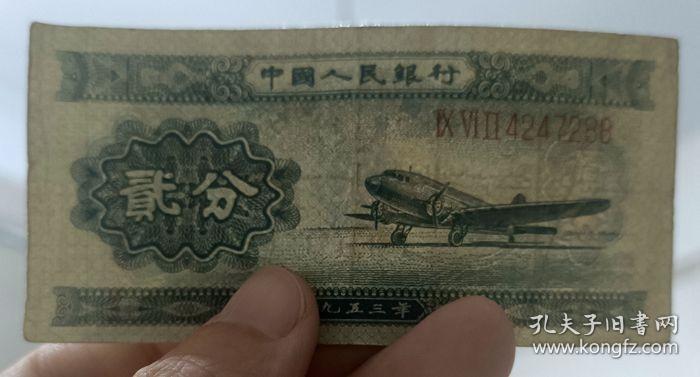 中國人民銀行
IX VI II 4247288
貳分
九五三年
孔夫子旧书网
www.kongfz.com